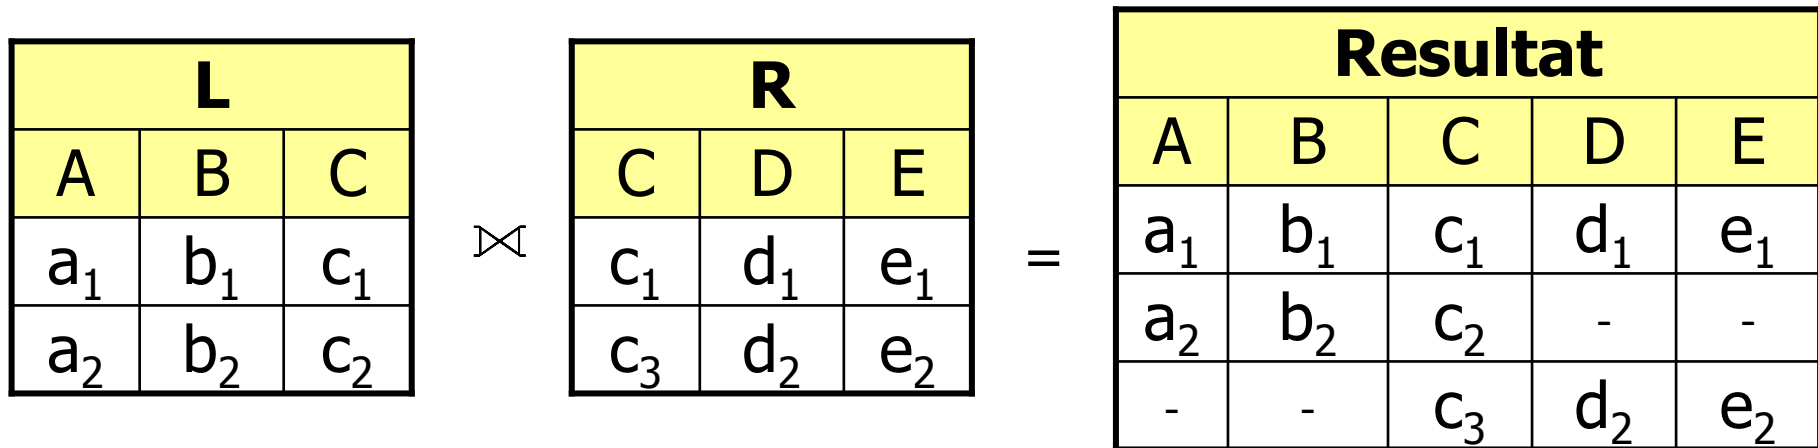 L
A B C
a₁ b₁ c₁
a₂ b₂ c₂
⟗
R
C D E
c₁ d₁ e₁
c₃ d₂ e₂
=
Resultat
A B C D E
a₁ b₁ c₁ d₁ e₁
a₂ b₂ c₂ - -
- - c₃ d₂ e₂